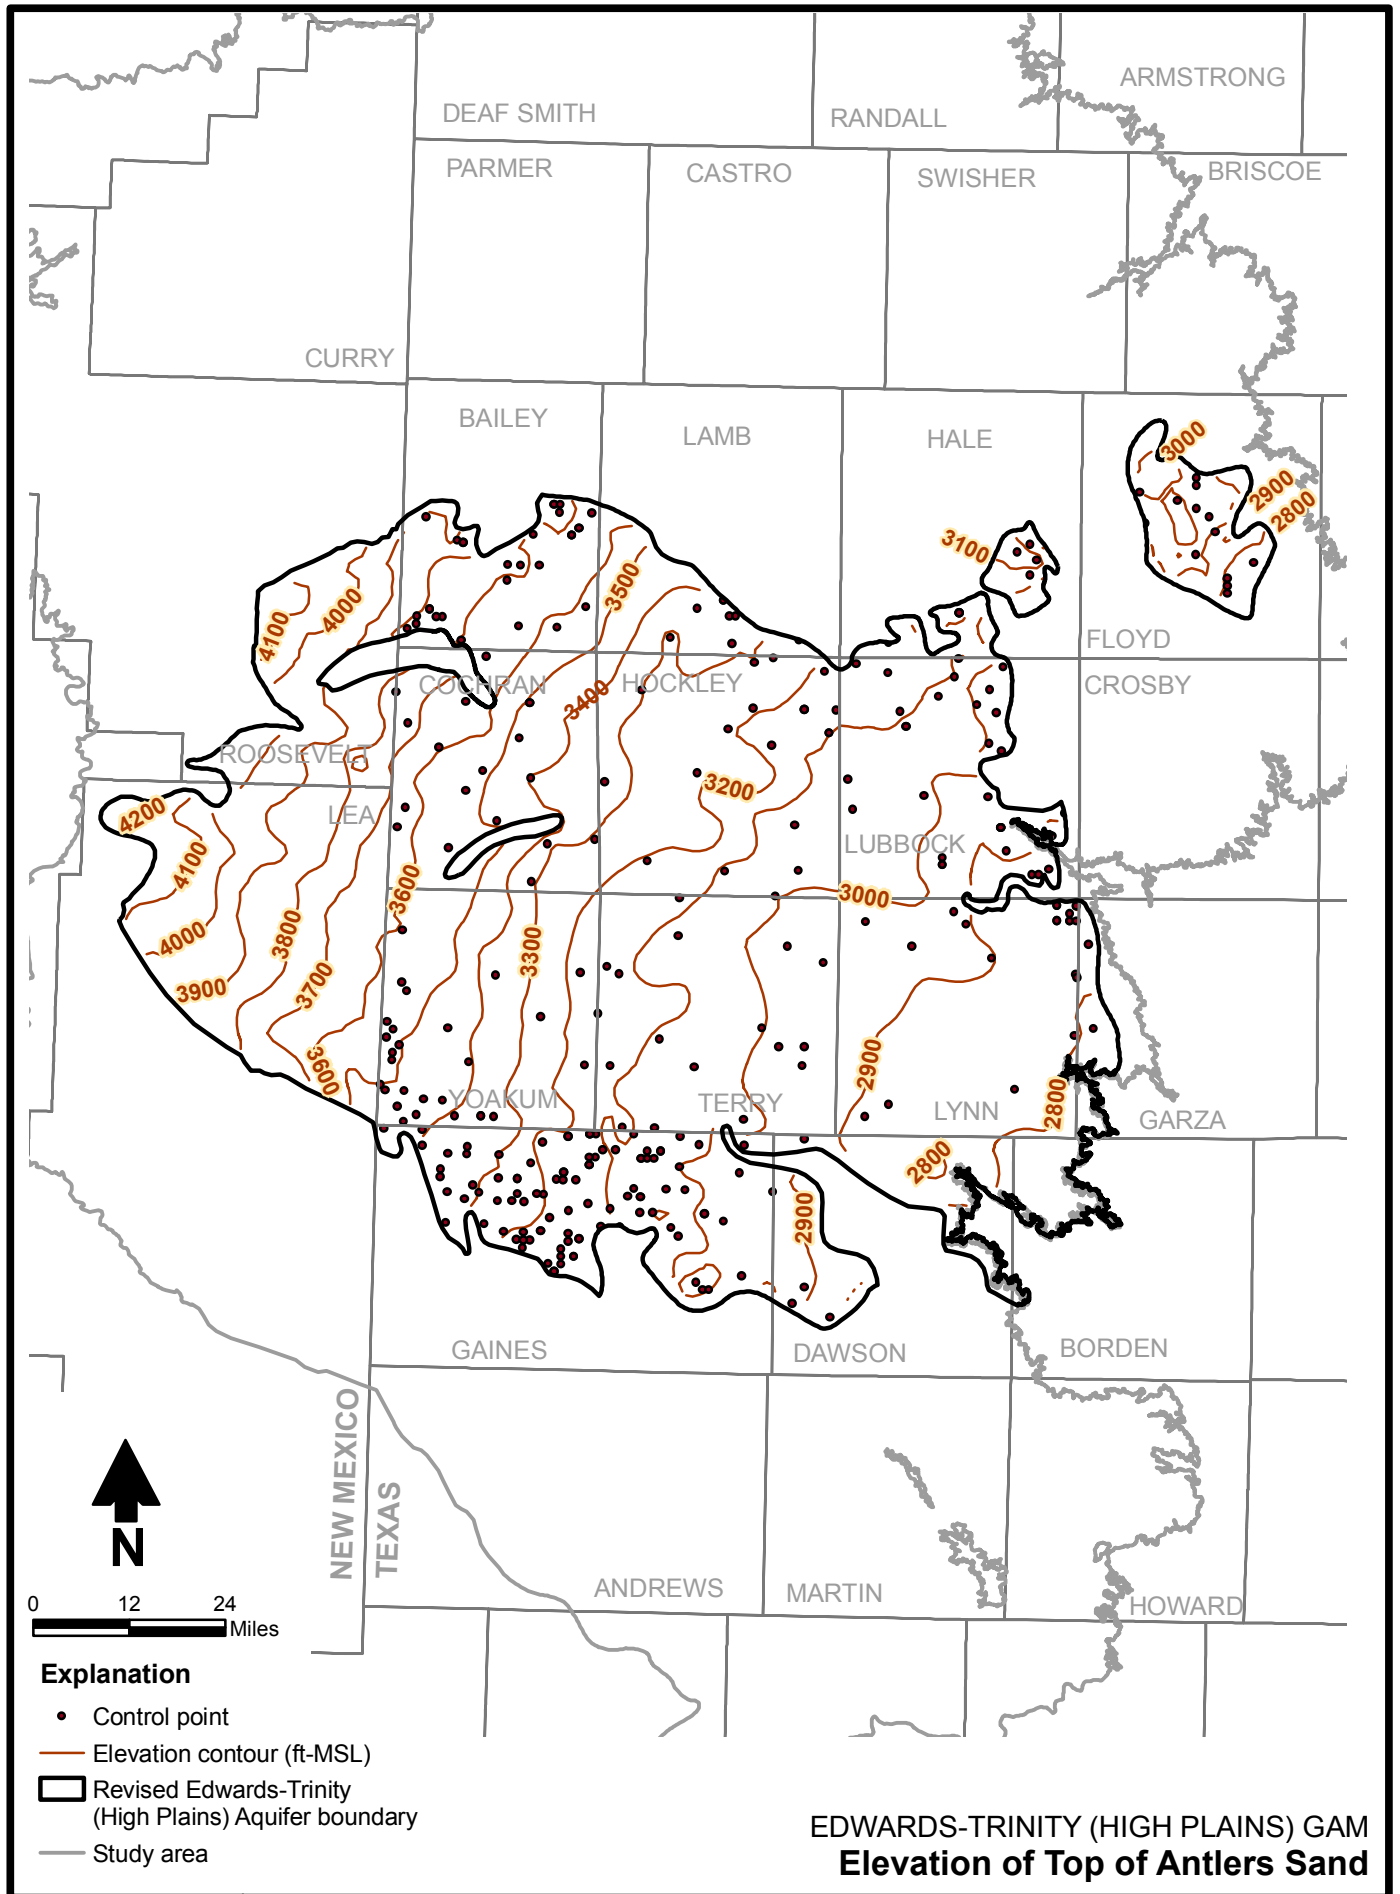 ARMSTRONG
DEAF SMITH
RANDALL
PARMER
CASTRO
SWISHER
BRISCOE
CURRY
BAILEY
LAMB
HALE
3000
2900
2800
3100
3500
4000
4100
FLOYD
COCHRAN
HOCKLEY
CROSBY
3400
ROOSEVELT
3200
4200
LEA
LUBBOCK
4100
3600
3000
3800
4000
3300
3700
3900
3600
2900
YOAKUM
TERRY
LYNN
2800
GARZA
2800
2900
GAINES
DAWSON
BORDEN
NEW MEXICO
TEXAS
N
ANDREWS
MARTIN
HOWARD
0 12 24
Miles
Explanation
Control point
Elevation contour (ft-MSL)
Revised Edwards-Trinity
(High Plains) Aquifer boundary
Study area
EDWARDS-TRINITY (HIGH PLAINS) GAM
Elevation of Top of Antlers Sand